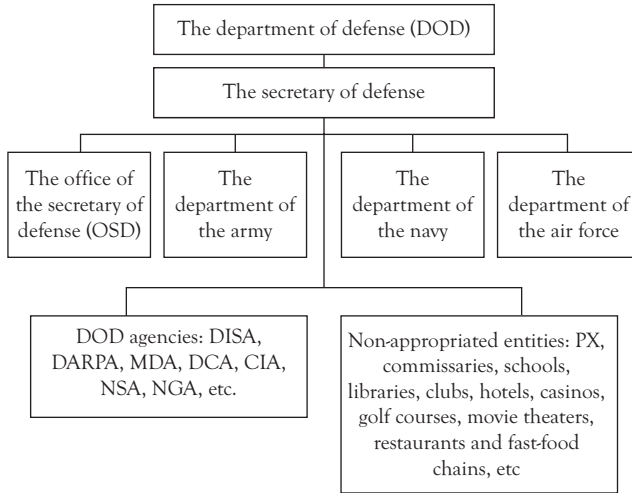 The department of defense (DOD)
The secretary of defense
The office of
the secretary of
defense (OSD)
The
department of
the army
The
department of
the navy
The
department of
the air force
DOD agencies: DISA,
DARPA, MDA, DCA, CIA,
NSA, NGA, etc.
Non-appropriated entities: PX,
commissaries, schools,
libraries, clubs, hotels, casinos,
golf courses, movie theaters,
restaurants and fast-food
chains, etc